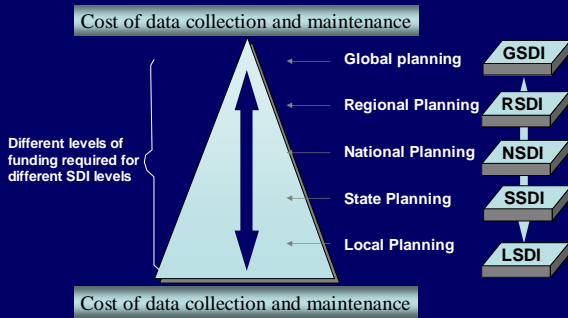 Cost of data collection and maintenance
Global planning
GSDI
Regional Planning
RSDI
Different levels of
funding required for
different SDI levels
National Planning
NSDI
State Planning
SSDI
Local Planning
LSDI
Cost of data collection and maintenance